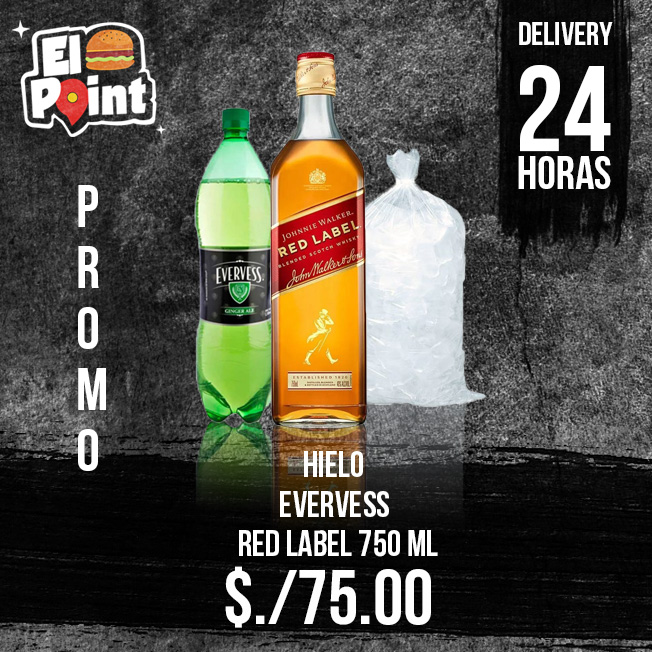 El
Point
DELIVERY
24
HORAS
PROMO
EVERVESS
GINGER ALE
JOHNNIE WALKER
RED LABEL
BLENDED SCOTCH WHISKY
John Walker & Sons
ESTABLISHED 1820
HIELO
EVERVESS
RED LABEL 750 ML
$./75.00